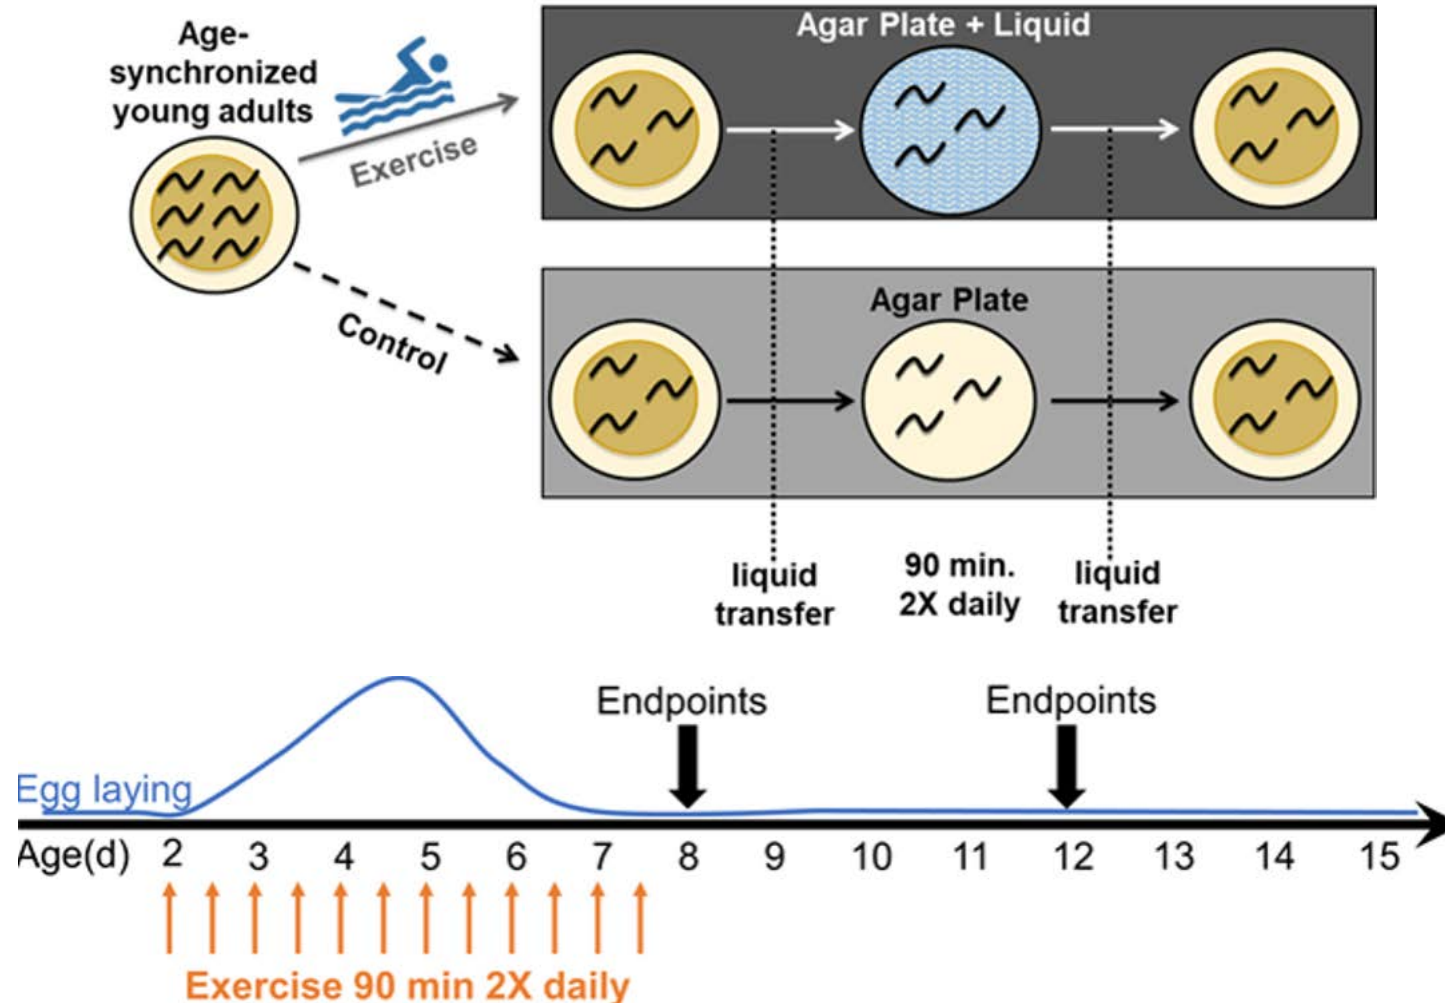 Age-
synchronized
young adults
Exercise
Control
Agar Plate + Liquid
Agar Plate
liquid
transfer
90 min.
2X daily
liquid
transfer
Endpoints
Endpoints
Egg laying
Age(d) 2 3 4 5 6 7 8 9 10 11 12 13 14 15
Exercise 90 min 2X daily